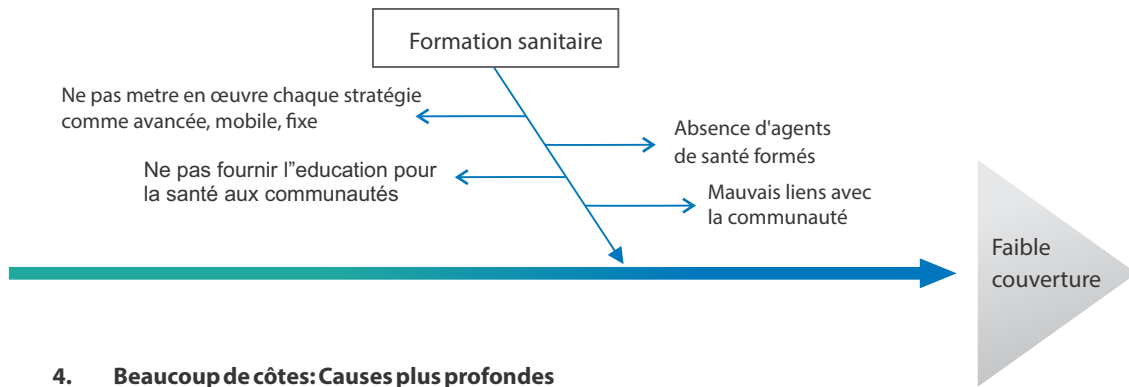 Formation sanitaire
Ne pas metre en œuvre chaque stratégie
comme avancée, mobile, fixe
Absence d'agents
de santé formés
Ne pas fournir l"education pour
la santé aux communautés
Mauvais liens avec
la communauté
Faible
couverture
4. Beaucoup de côtes: Causes plus profondes